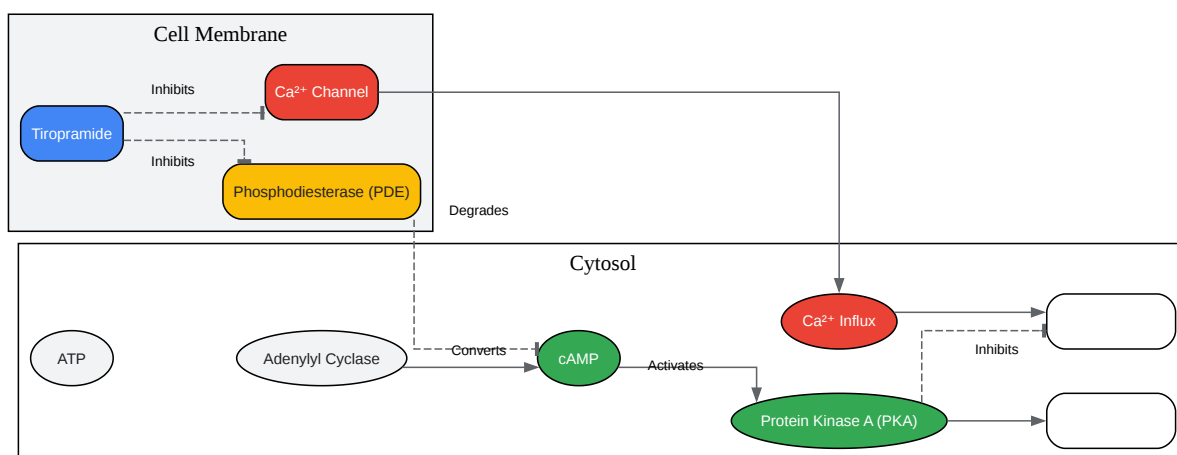 Cell Membrane
Inhibits
Ca²⁺ Channel
Tiropramide
Inhibits
Phosphodiesterase (PDE)
Degrades
Cytosol
Ca²⁺ Influx
ATP
Adenylyl Cyclase
Converts
cAMP
Activates
Inhibits
Protein Kinase A (PKA)